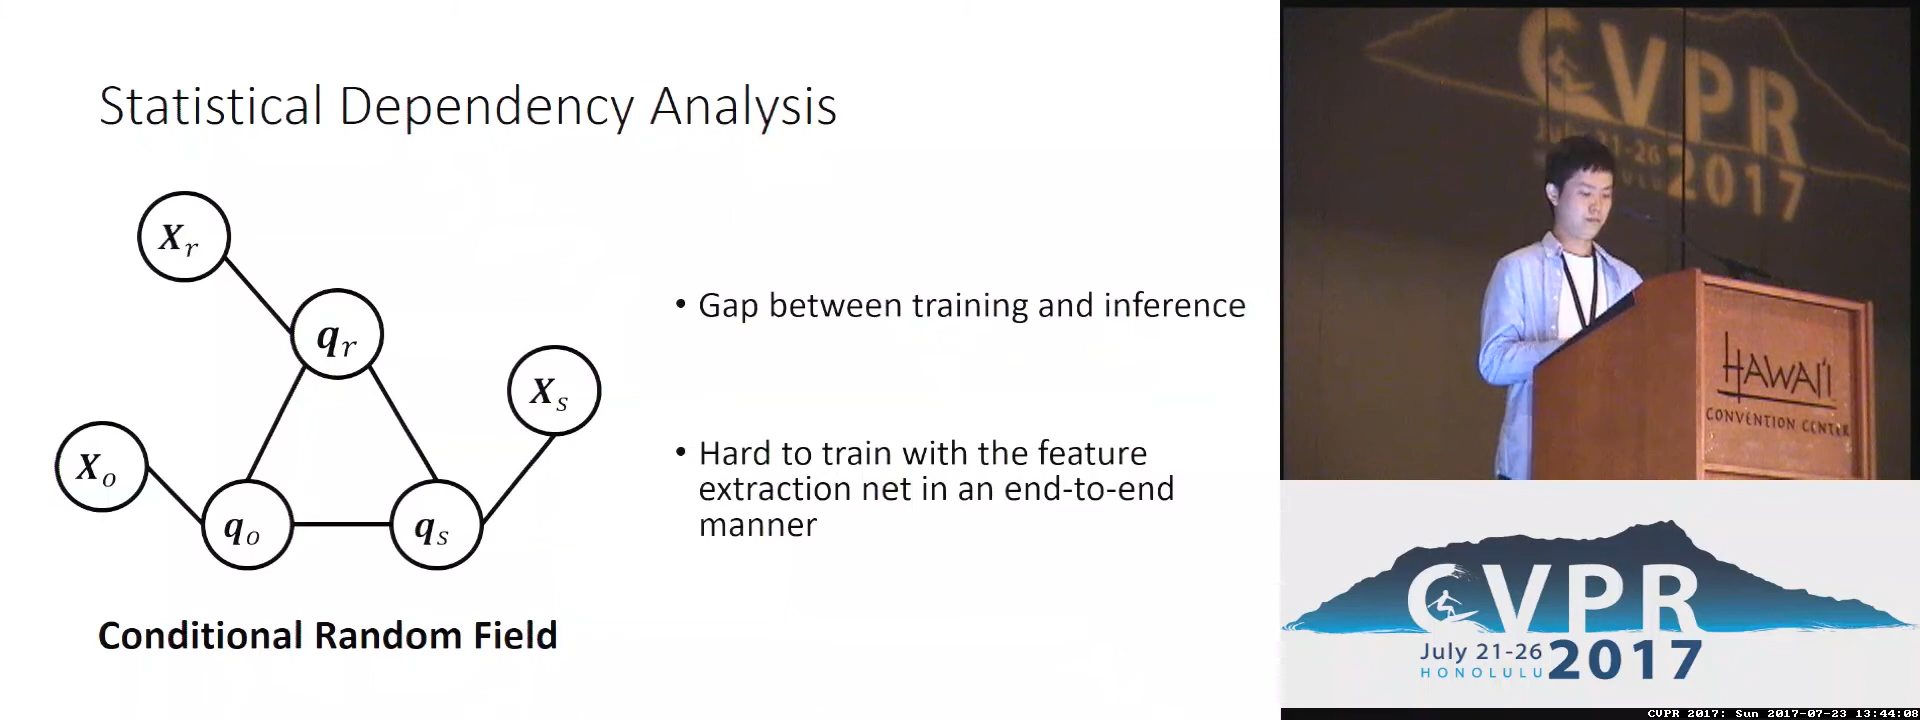 Statistical Dependency Analysis
X_r
q_r
X_s
X_o
q_o
q_s
Conditional Random Field
• Gap between training and inference
• Hard to train with the feature
extraction net in an end-to-end
manner
CVPR
2017
HAWAI'I
CONVENTION CENTER
CVPR
July 21-26
HONOLULU
2017
CVPR 2017: Sun 2017-07-23 13:44:08